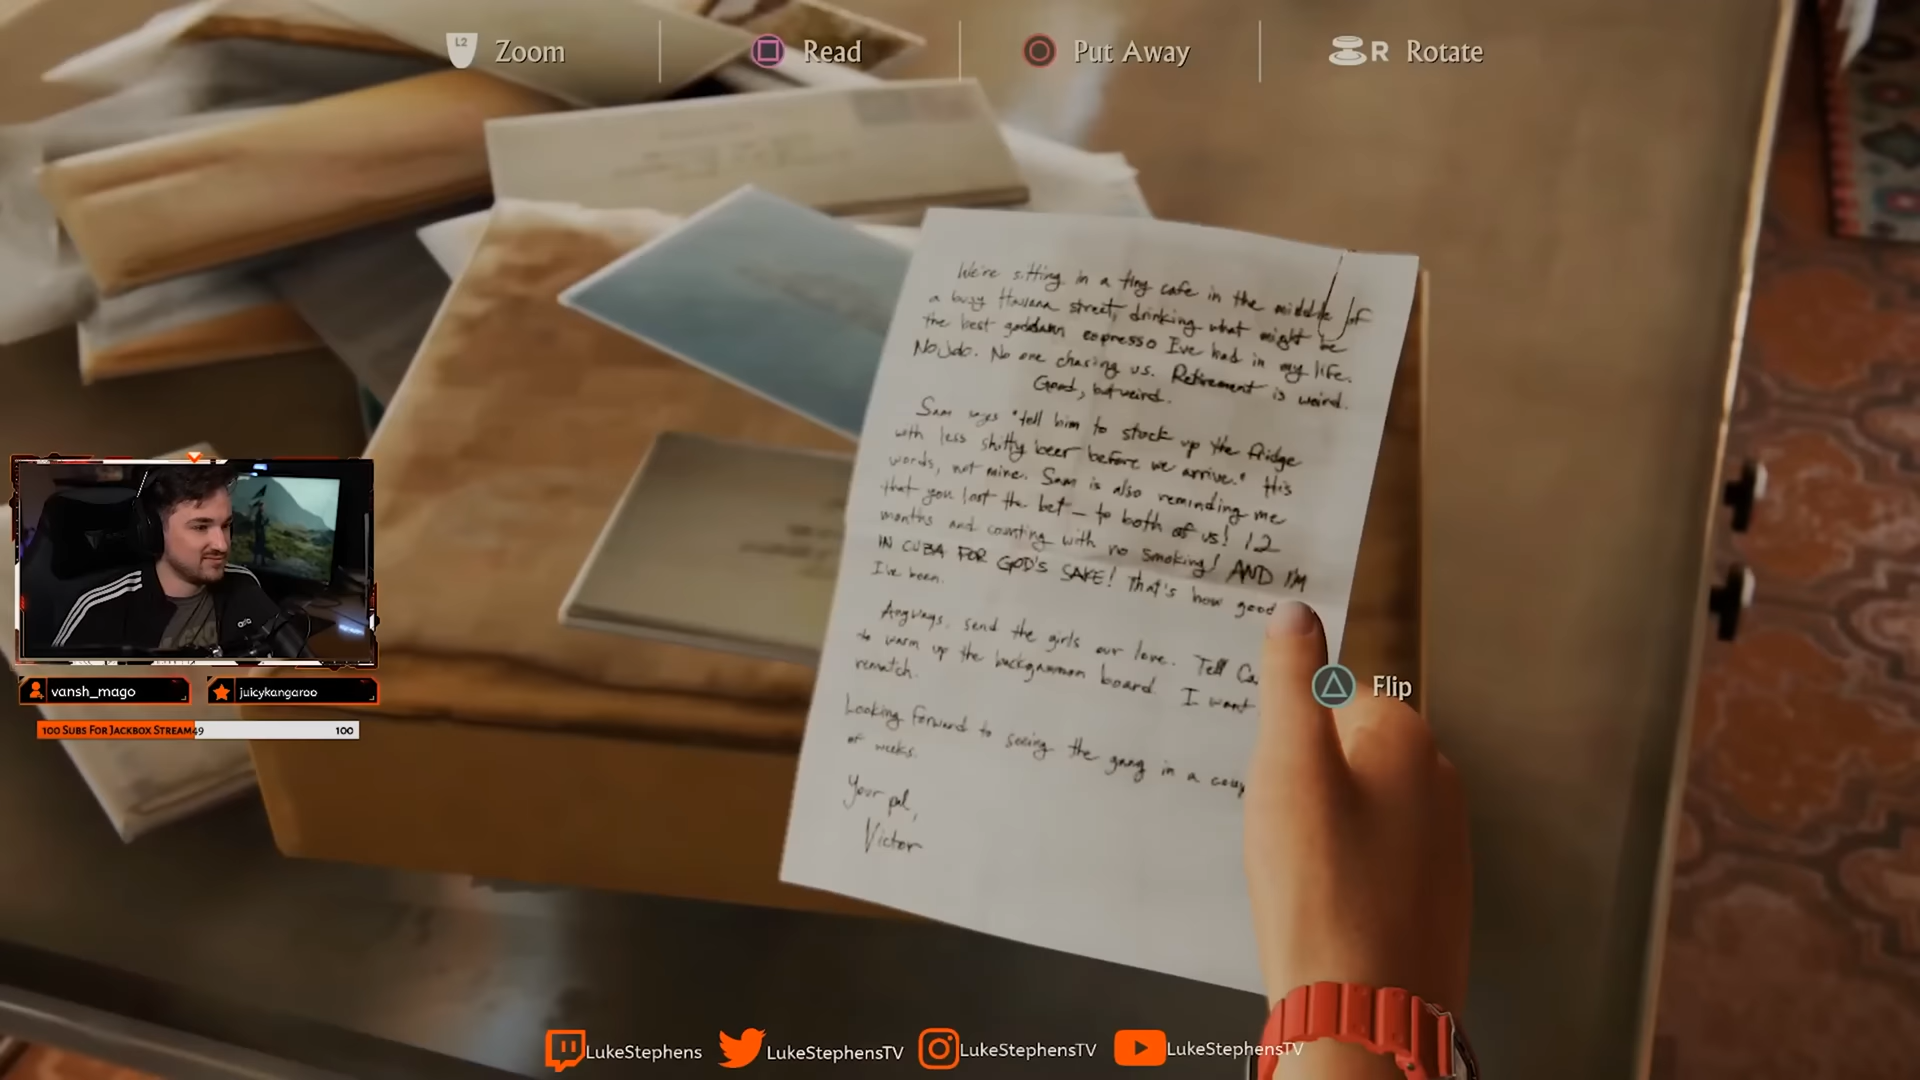 L2 Zoom
Read
Put Away
R Rotate
We're sitting in a tiny cafe in the middle of
a busy Havana street, drinking what might be
the best goddamn espresso I've had in my life.
No job. No one chasing us. Retirement is weird.
Good, but weird.
Sam says "tell him to stock up the fridge
with less shitty beer before we arrive." His
words, not mine. Sam is also reminding me
that you lost the bet - to both of us! 12
months and counting with no smoking! AND I'M
IN CUBA FOR GOD'S SAKE! That's how good
I've been.
Anyways, send the girls our love. Tell Ca
to warm up the backgammon board. I want
rematch.
Looking forward to seeing the gang in a coup
of weeks.
Your pal,
Victor
Flip
vansh_mago
juicykangaroo
100 Subs For Jackbox Stream 49
100
LukeStephens
LukeStephensTV
LukeStephensTV
LukeStephensTV